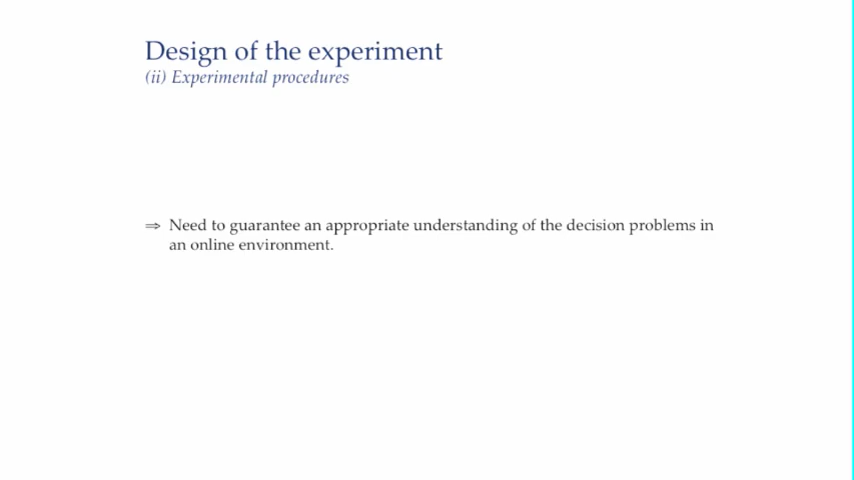 Design of the experiment
(ii) Experimental procedures
⇒ Need to guarantee an appropriate understanding of the decision problems in
an online environment.